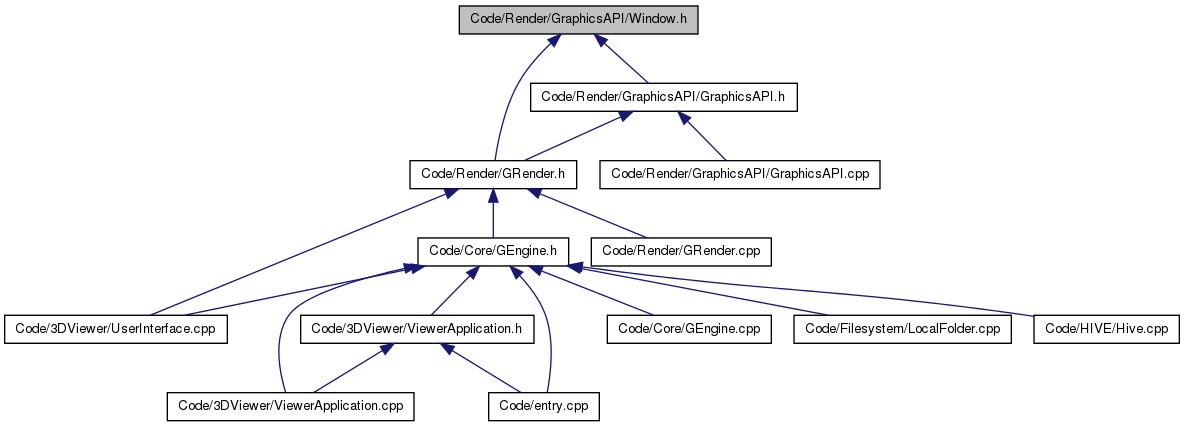 Code/Render/GraphicsAPI/Window.h
Code/Render/GraphicsAPI/GraphicsAPI.h
Code/Render/GRender.h
Code/Render/GraphicsAPI/GraphicsAPI.cpp
Code/Core/GEngine.h
Code/Render/GRender.cpp
Code/3DViewer/UserInterface.cpp
Code/3DViewer/ViewerApplication.h
Code/Core/GEngine.cpp
Code/Filesystem/LocalFolder.cpp
Code/HIVE/Hive.cpp
Code/3DViewer/ViewerApplication.cpp
Code/entry.cpp